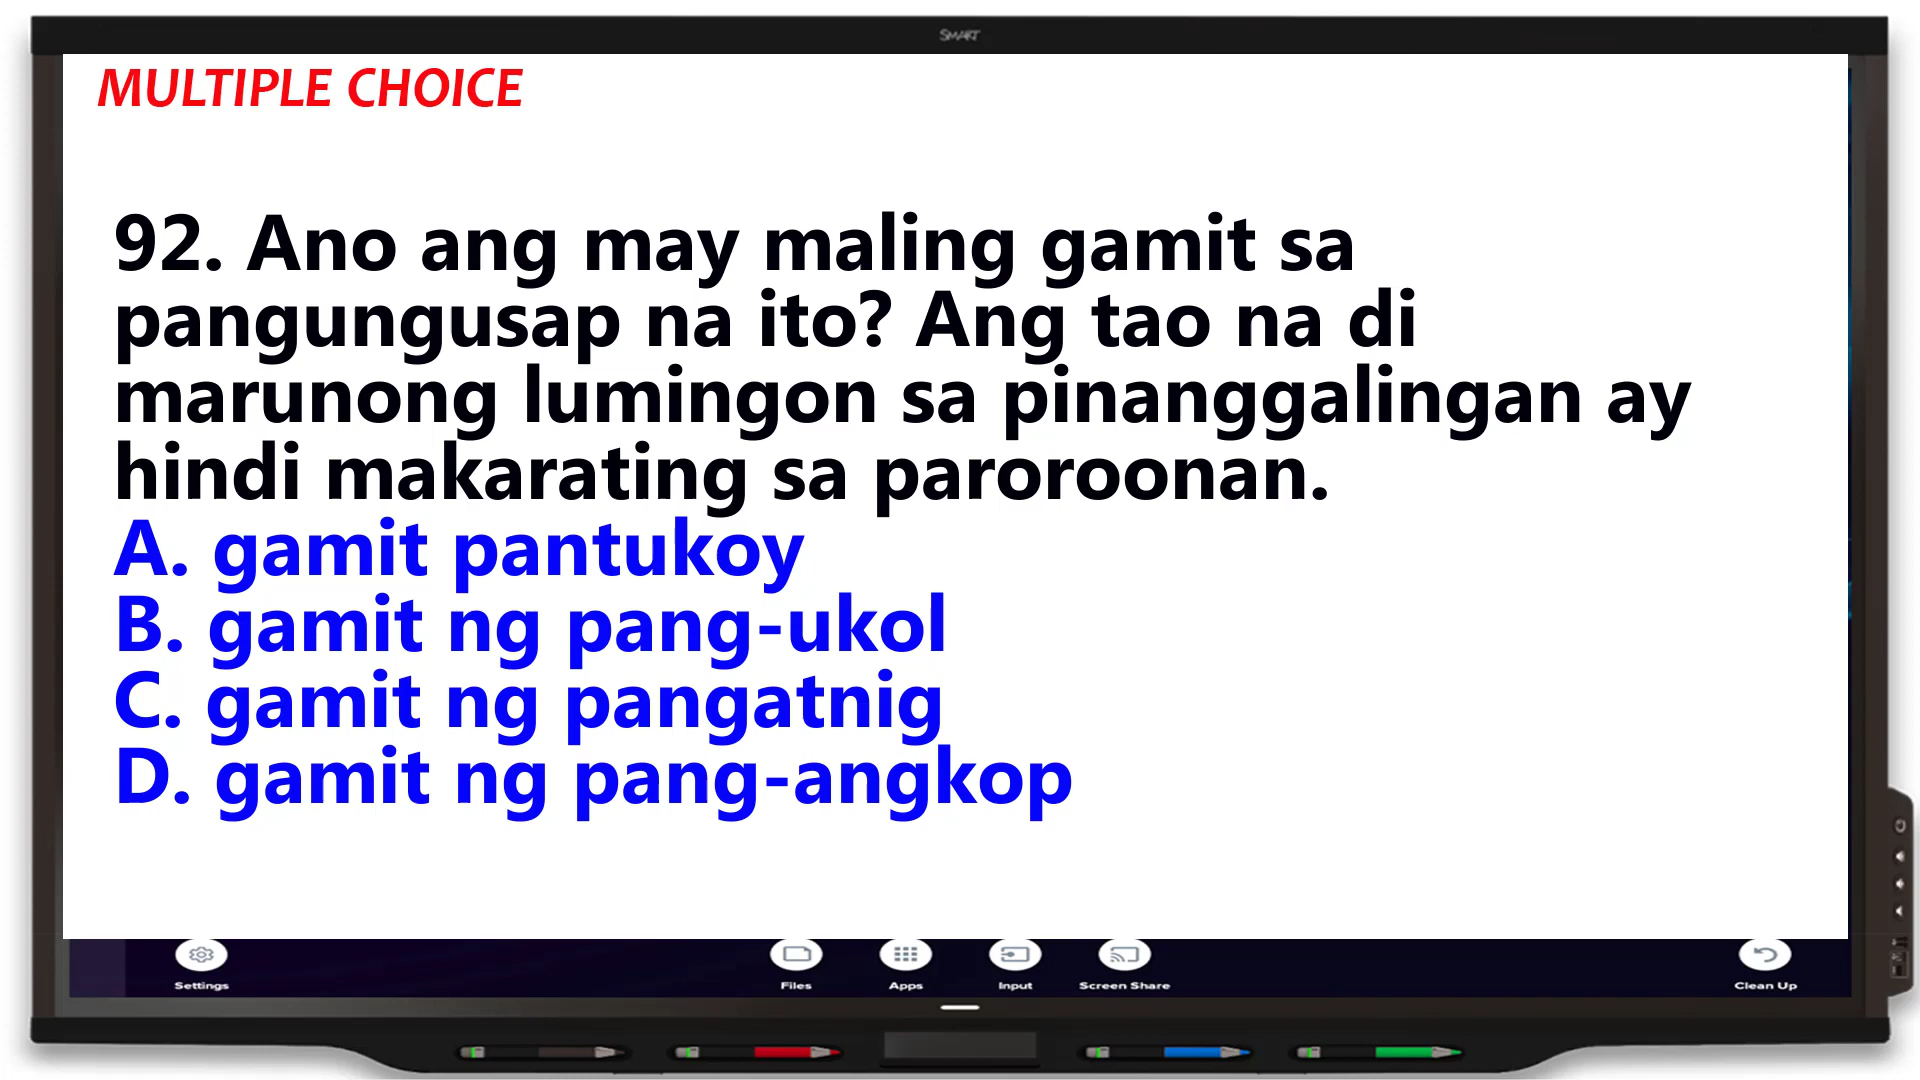 SMART
MULTIPLE CHOICE
92. Ano ang may maling gamit sa
pangungusap na ito? Ang tao na di
marunong lumingon sa pinanggalingan ay
hindi makarating sa paroroonan.
A. gamit pantukoy
B. gamit ng pang-ukol
C. gamit ng pangatnig
D. gamit ng pang-angkop
Settings
Files
Apps
Input
Screen Share
Clean Up